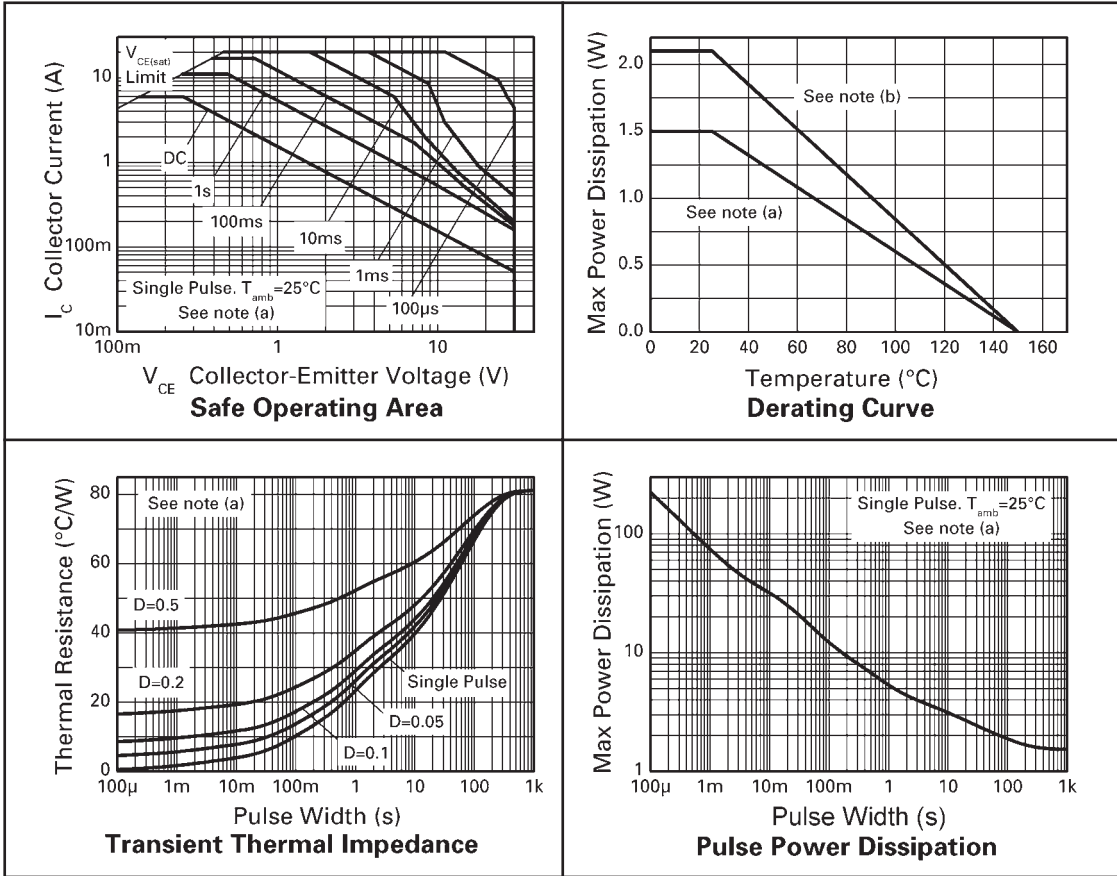 I_C Collector Current (A)
10
1
100m
10m
V_CE(sat)
Limit
DC
1s
100ms
10ms
1ms
100µs
Single Pulse. T_amb=25°C
See note (a)
100m 1 10
V_CE Collector-Emitter Voltage (V)
Safe Operating Area
Max Power Dissipation (W)
2.0
1.5
1.0
0.5
0.0
See note (b)
See note (a)
0 20 40 60 80 100 120 140 160
Temperature (°C)
Derating Curve
Thermal Resistance (°C/W)
80
60
40
20
0
See note (a)
D=0.5
D=0.2
Single Pulse
D=0.05
D=0.1
100µ 1m 10m 100m 1 10 100 1k
Pulse Width (s)
Transient Thermal Impedance
Max Power Dissipation (W)
100
10
1
Single Pulse. T_amb=25°C
See note (a)
100µ 1m 10m 100m 1 10 100 1k
Pulse Width (s)
Pulse Power Dissipation